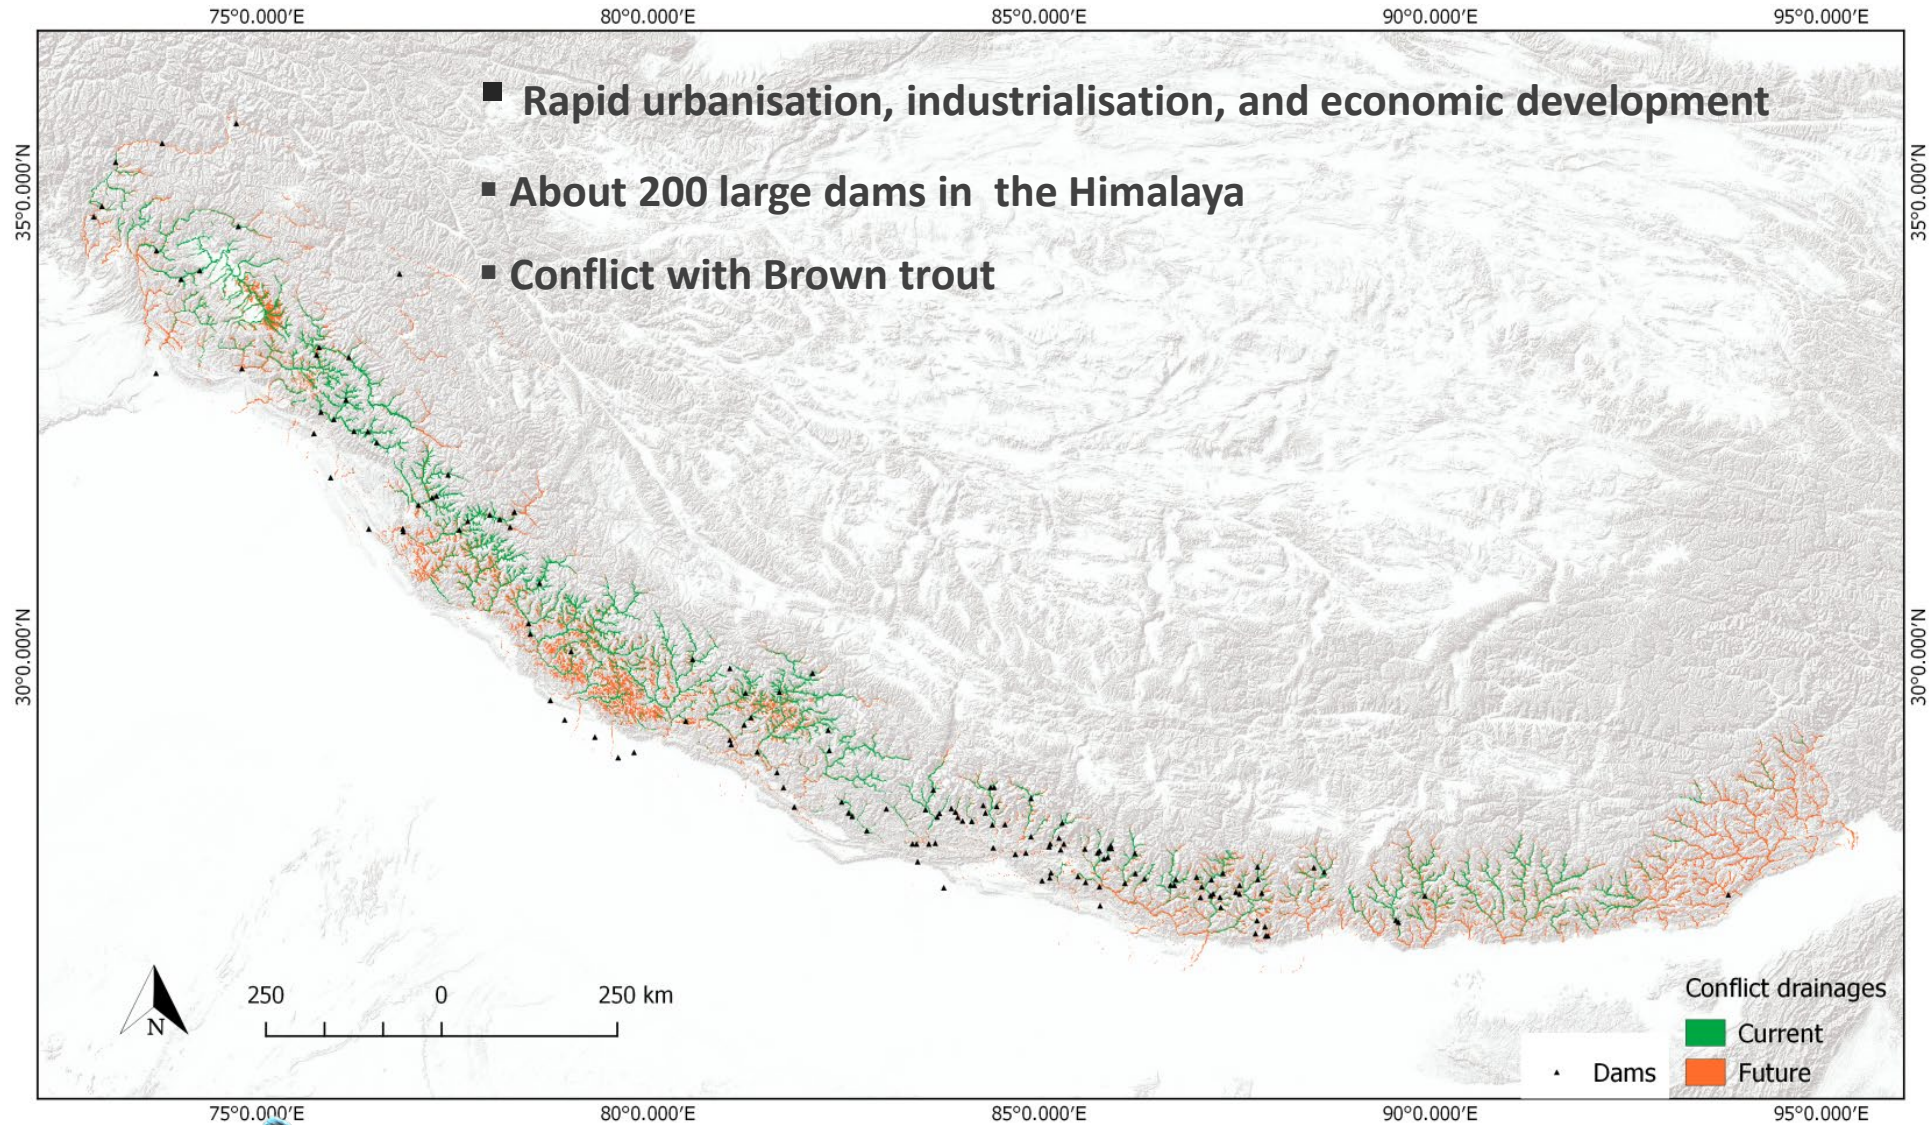 75°0.000′E 80°0.000′E 85°0.000′E 90°0.000′E 95°0.000′E
▪ Rapid urbanisation, industrialisation, and economic development
▪ About 200 large dams in the Himalaya
▪ Conflict with Brown trout
35°0.000′N
35°0.000′N
30°0.000′N
30°0.000′N
N
250 0 250 km
Conflict drainages
Current
Dams
Future
75°0.000′E 80°0.000′E 85°0.000′E 90°0.000′E 95°0.000′E